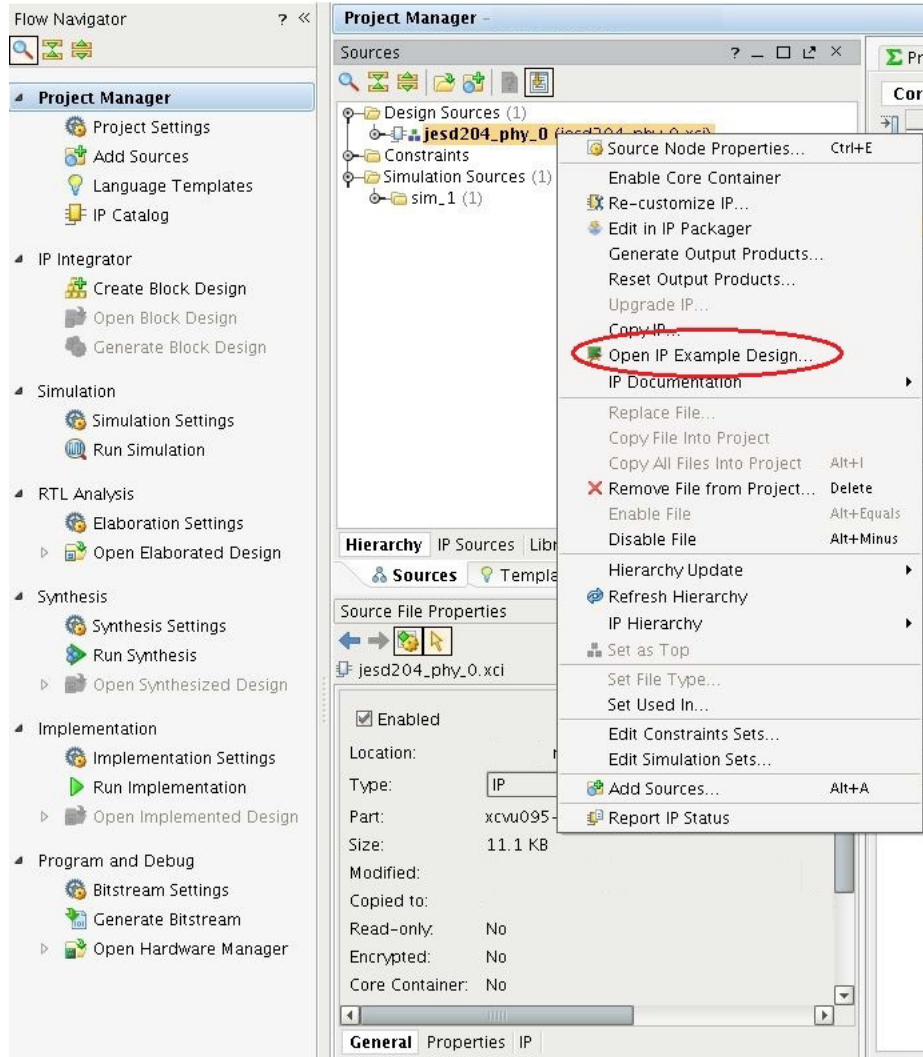 Flow Navigator ? «
Project Manager
Project Settings
Add Sources
Language Templates
IP Catalog
IP Integrator
Create Block Design
Open Block Design
Generate Block Design
Simulation
Simulation Settings
Run Simulation
RTL Analysis
Elaboration Settings
Open Elaborated Design
Synthesis
Synthesis Settings
Run Synthesis
Open Synthesized Design
Implementation
Implementation Settings
Run Implementation
Open Implemented Design
Program and Debug
Bitstream Settings
Generate Bitstream
Open Hardware Manager
Project Manager –
Sources
Design Sources (1)
jesd204_phy_0 (jesd204_phy_0.xci)
Constraints
Simulation Sources (1)
sim_1 (1)
Hierarchy IP Sources
Sources
Source File Properties
jesd204_phy_0.xci
Enabled
Location:
Type: IP
Part: xcvu095-
Size: 11.1 KB
Modified:
Copied to:
Read-only: No
Encrypted: No
Core Container: No
General Properties IP
Source Node Properties... Ctrl+E
Enable Core Container
Re-customize IP...
Edit in IP Packager
Generate Output Products...
Reset Output Products...
Upgrade IP...
Copy IP...
Open IP Example Design...
IP Documentation
Replace File...
Copy File Into Project
Copy All Files Into Project Alt+I
Remove File from Project... Delete
Enable File Alt+Equals
Disable File Alt+Minus
Hierarchy Update
Refresh Hierarchy
IP Hierarchy
Set as Top
Set File Type...
Set Used In...
Edit Constraints Sets...
Edit Simulation Sets...
Add Sources... Alt+A
Report IP Status